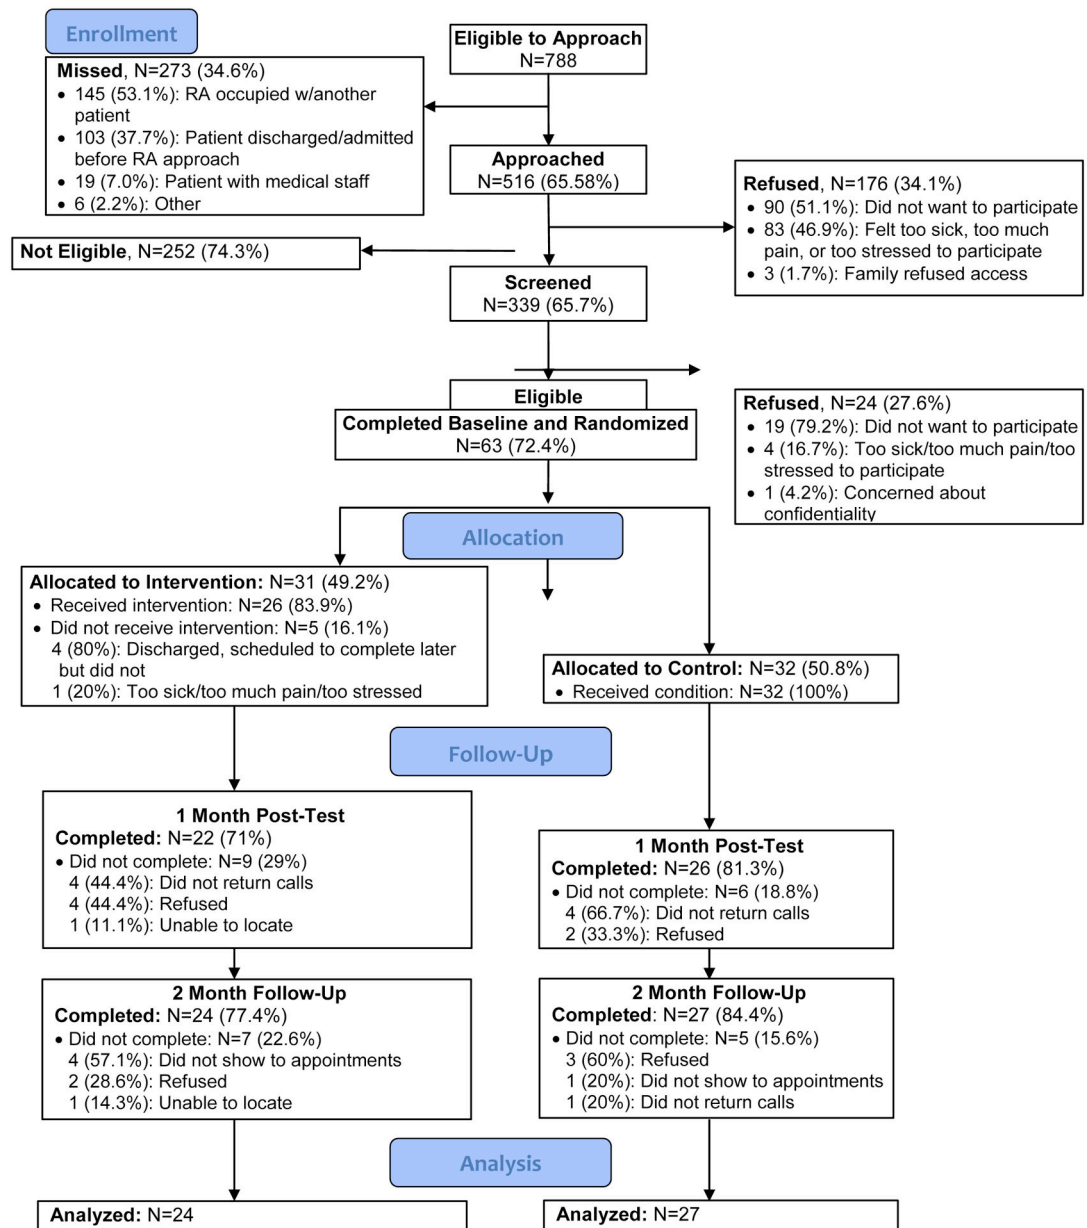 Enrollment
Eligible to Approach
N=788
Missed, N=273 (34.6%)
• 145 (53.1%): RA occupied w/another
patient
• 103 (37.7%): Patient discharged/admitted
before RA approach
• 19 (7.0%): Patient with medical staff
• 6 (2.2%): Other
Approached
N=516 (65.58%)
Refused, N=176 (34.1%)
• 90 (51.1%): Did not want to participate
• 83 (46.9%): Felt too sick, too much
pain, or too stressed to participate
• 3 (1.7%): Family refused access
Not Eligible, N=252 (74.3%)
Screened
N=339 (65.7%)
Eligible
Refused, N=24 (27.6%)
• 19 (79.2%): Did not want to participate
• 4 (16.7%): Too sick/too much pain/too
stressed to participate
• 1 (4.2%): Concerned about
confidentiality
Completed Baseline and Randomized
N=63 (72.4%)
Allocation
Allocated to Intervention: N=31 (49.2%)
• Received intervention: N=26 (83.9%)
• Did not receive intervention: N=5 (16.1%)
4 (80%): Discharged, scheduled to complete later
but did not
1 (20%): Too sick/too much pain/too stressed
Allocated to Control: N=32 (50.8%)
• Received condition: N=32 (100%)
Follow-Up
1 Month Post-Test
Completed: N=22 (71%)
• Did not complete: N=9 (29%)
4 (44.4%): Did not return calls
4 (44.4%): Refused
1 (11.1%): Unable to locate
1 Month Post-Test
Completed: N=26 (81.3%)
• Did not complete: N=6 (18.8%)
4 (66.7%): Did not return calls
2 (33.3%): Refused
2 Month Follow-Up
Completed: N=24 (77.4%)
• Did not complete: N=7 (22.6%)
4 (57.1%): Did not show to appointments
2 (28.6%): Refused
1 (14.3%): Unable to locate
2 Month Follow-Up
Completed: N=27 (84.4%)
• Did not complete: N=5 (15.6%)
3 (60%): Refused
1 (20%): Did not show to appointments
1 (20%): Did not return calls
Analysis
Analyzed: N=24
Analyzed: N=27